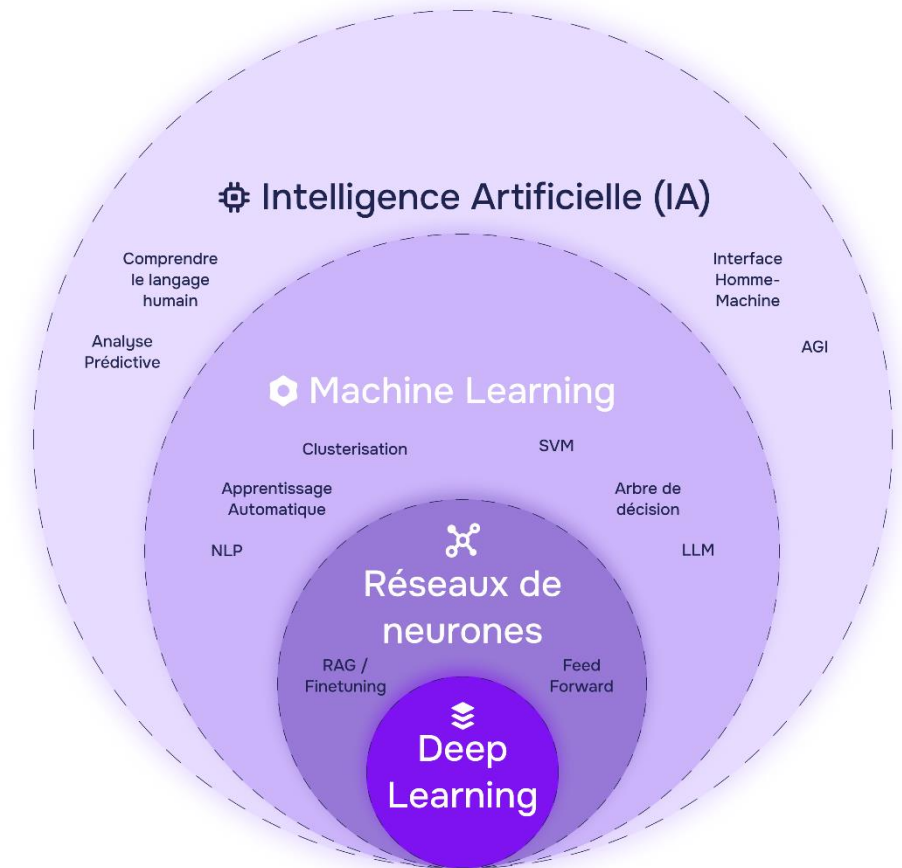 Intelligence Artificielle (IA)
Comprendre
le langage
humain
Interface
Homme-
Machine
Analyse
Prédictive
AGI
Machine Learning
Clusterisation
SVM
Apprentissage
Automatique
Arbre de
décision
NLP
LLM
Réseaux de
neurones
RAG /
Finetuning
Feed
Forward
Deep
Learning